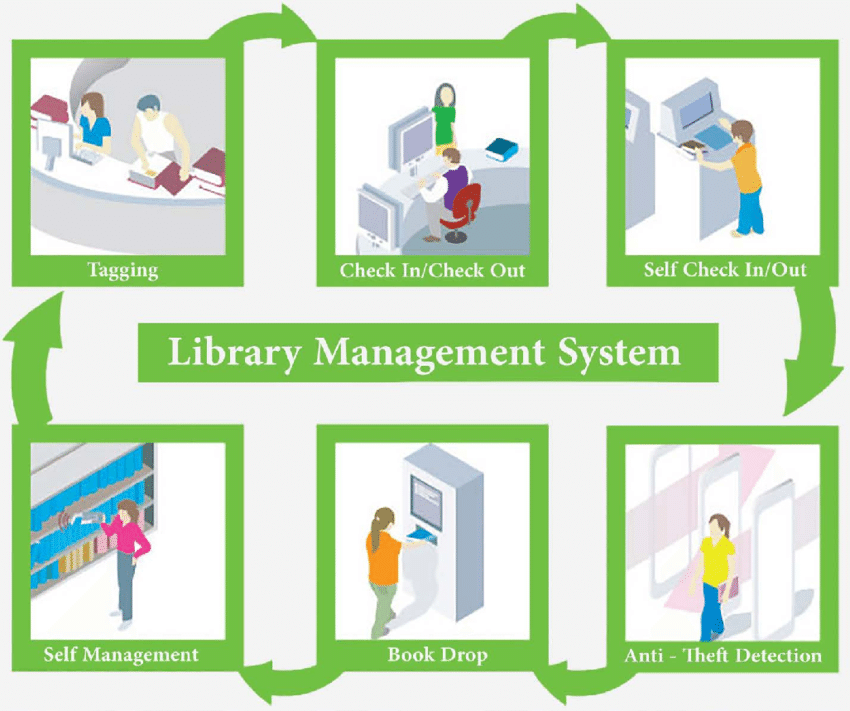 Tagging
Check In/Check Out
Self Check In/Out
Library Management System
Self Management
Book Drop
Anti - Theft Detection